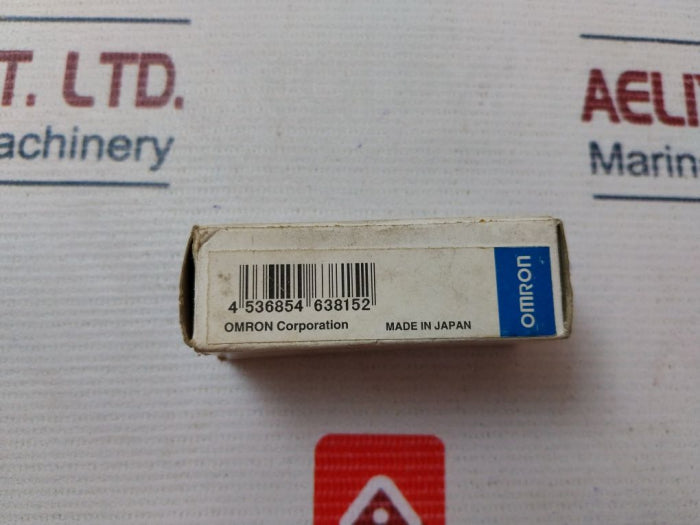 T. LTD.
achinery
AELI
Marin
4 536854 638152
OMRON Corporation
MADE IN JAPAN
OMRON